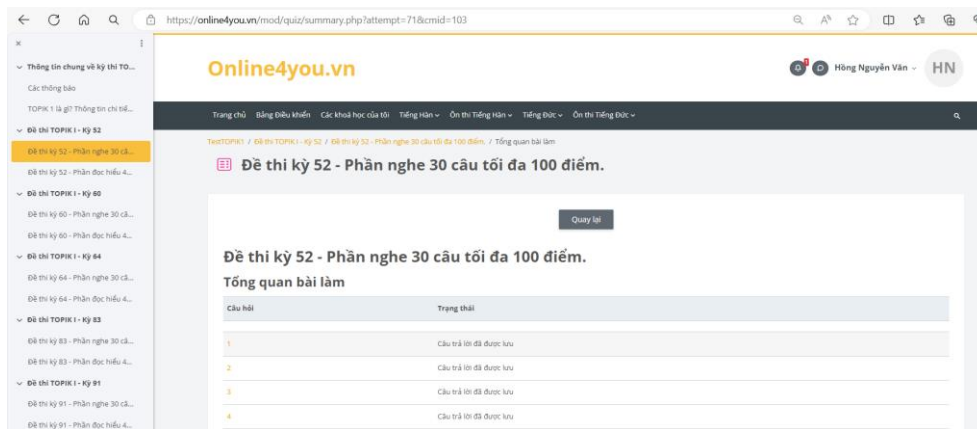 https://online4you.vn/mod/quiz/summary.php?attempt=71&cmid=103
Thông tin chung về kỳ thi TO...
Các thông báo
TOPIK 1 là gì? Thông tin chi tiế...
Đề thi TOPIK I - Kỳ 52
Đề thi kỳ 52 - Phần nghe 30 câ...
Đề thi kỳ 52 - Phần đọc hiểu 4...
Đề thi TOPIK I - Kỳ 60
Đề thi kỳ 60 - Phần nghe 30 câ...
Đề thi kỳ 60 - Phần đọc hiểu 4...
Đề thi TOPIK I - Kỳ 64
Đề thi kỳ 64 - Phần nghe 30 câ...
Đề thi kỳ 64 - Phần đọc hiểu 4...
Đề thi TOPIK I - Kỳ 83
Đề thi kỳ 83 - Phần nghe 30 câ...
Đề thi kỳ 83 - Phần đọc hiểu 4...
Đề thi TOPIK I - Kỳ 91
Đề thi kỳ 91 - Phần nghe 30 câ...
Đề thi kỳ 91 - Phần đọc hiểu 4...
Online4you.vn
Hồng Nguyễn Văn
HN
Trang chủ Bảng Điều khiển Các khoá học của tôi Tiếng Hàn Ôn thi Tiếng Hàn Tiếng Đức Ôn thi Tiếng Đức
TestTOPIK1 / Đề thi TOPIK I - Kỳ 52 / Đề thi kỳ 52 - Phần nghe 30 câu tối đa 100 điểm. / Tổng quan bài làm
Đề thi kỳ 52 - Phần nghe 30 câu tối đa 100 điểm.
Quay lại
Đề thi kỳ 52 - Phần nghe 30 câu tối đa 100 điểm.
Tổng quan bài làm
Câu hỏi Trạng thái
1 Câu trả lời đã được lưu
2 Câu trả lời đã được lưu
3 Câu trả lời đã được lưu
4 Câu trả lời đã được lưu